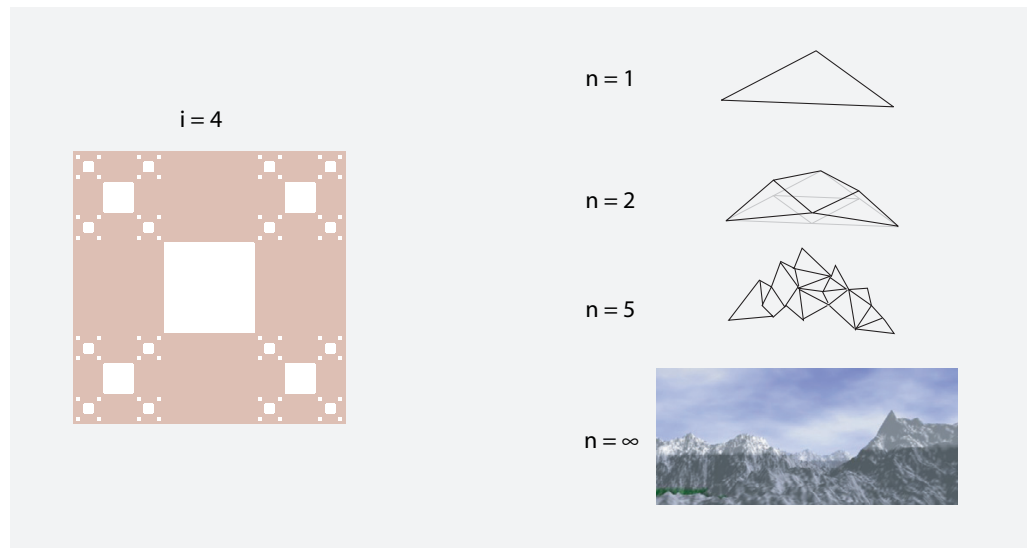 i = 4
n = 1
n = 2
n = 5
n = ∞